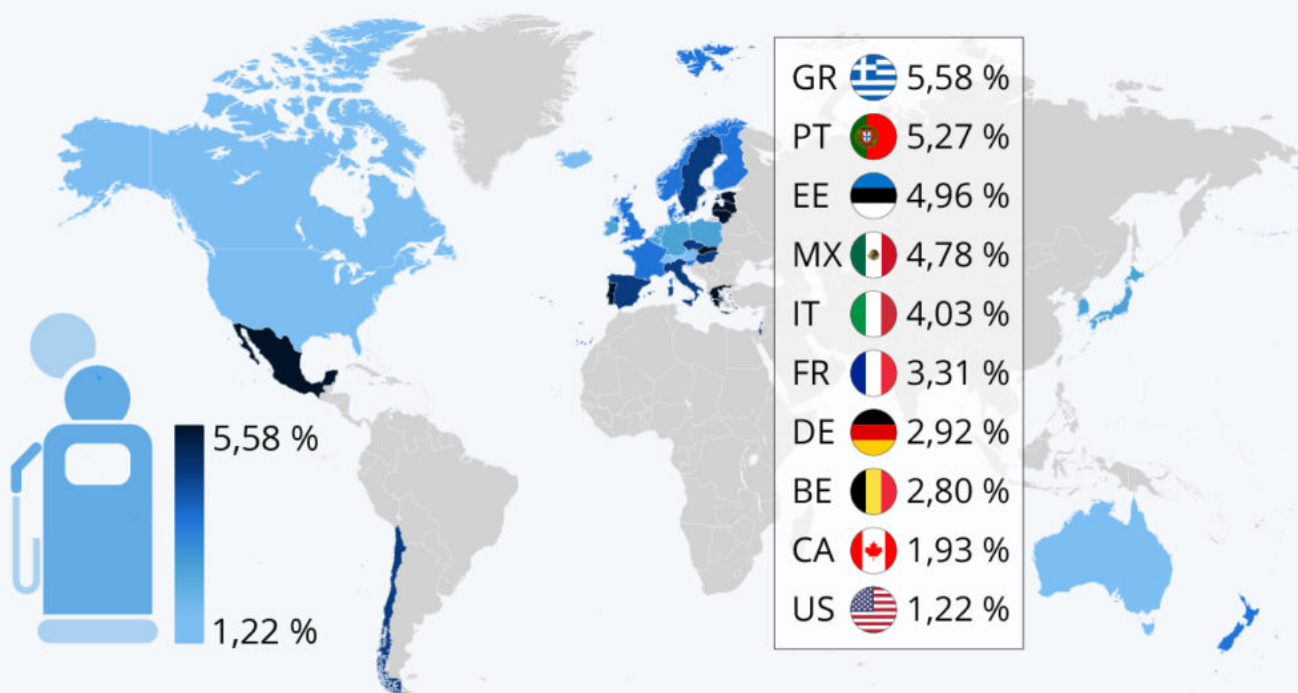 GR 5,58 %
PT 5,27 %
EE 4,96 %
MX 4,78 %
IT 4,03 %
FR 3,31 %
DE 2,92 %
BE 2,80 %
CA 1,93 %
US 1,22 %
5,58 %
1,22 %